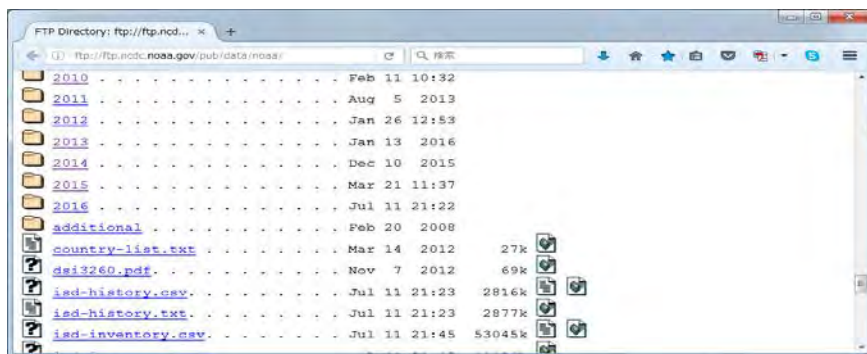 FTP Directory: ftp://ftp.ncd...
ftp://ftp.ncdc.noaa.gov/pub/data/noaa/ 検索
2010 . . . . . . . . . . . . . . Feb 11 10:32
2011 . . . . . . . . . . . . . . Aug 5 2013
2012 . . . . . . . . . . . . . . Jan 26 12:53
2013 . . . . . . . . . . . . . . Jan 13 2016
2014 . . . . . . . . . . . . . . Dec 10 2015
2015 . . . . . . . . . . . . . . Mar 21 11:37
2016 . . . . . . . . . . . . . . Jul 11 21:22
additional . . . . . . . . . . . Feb 20 2008
country-list.txt . . . . . . . . Mar 14 2012 27k
dsi3260.pdf. . . . . . . . . . . Nov 7 2012 69k
isd-history.csv. . . . . . . . . Jul 11 21:23 2816k
isd-history.txt. . . . . . . . . Jul 11 21:23 2877k
isd-inventory.csv. . . . . . . . Jul 11 21:45 53045k